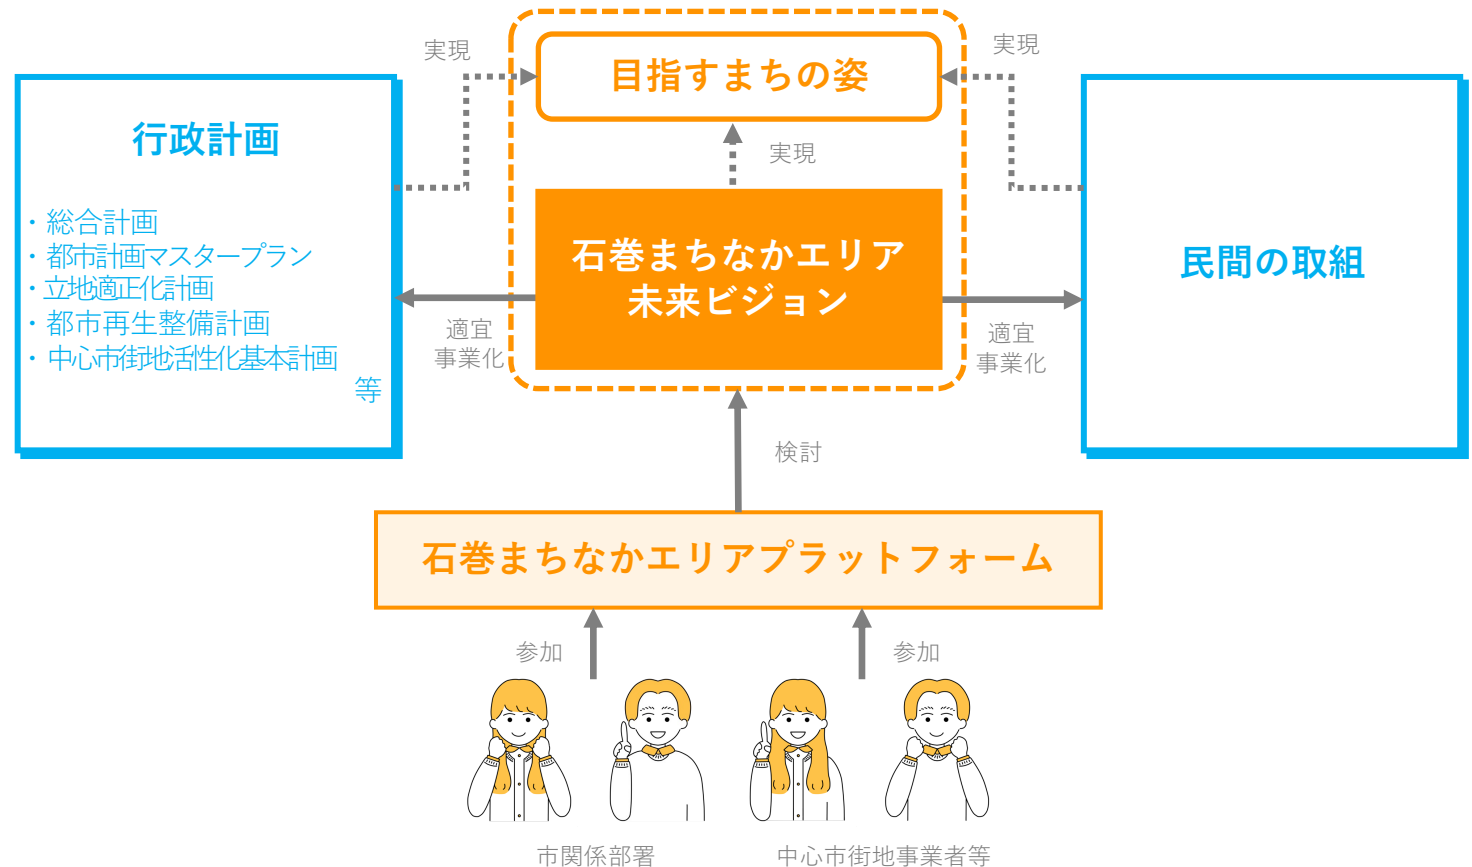 実現
目指すまちの姿
実現
行政計画
実現
・総合計画
・都市計画マスタープラン
・立地適正化計画
・都市再生整備計画
・中心市街地活性化基本計画
等
石巻まちなかエリア
未来ビジョン
民間の取組
適宜
事業化
適宜
事業化
検討
石巻まちなかエリアプラットフォーム
参加
参加
市関係部署
中心市街地事業者等